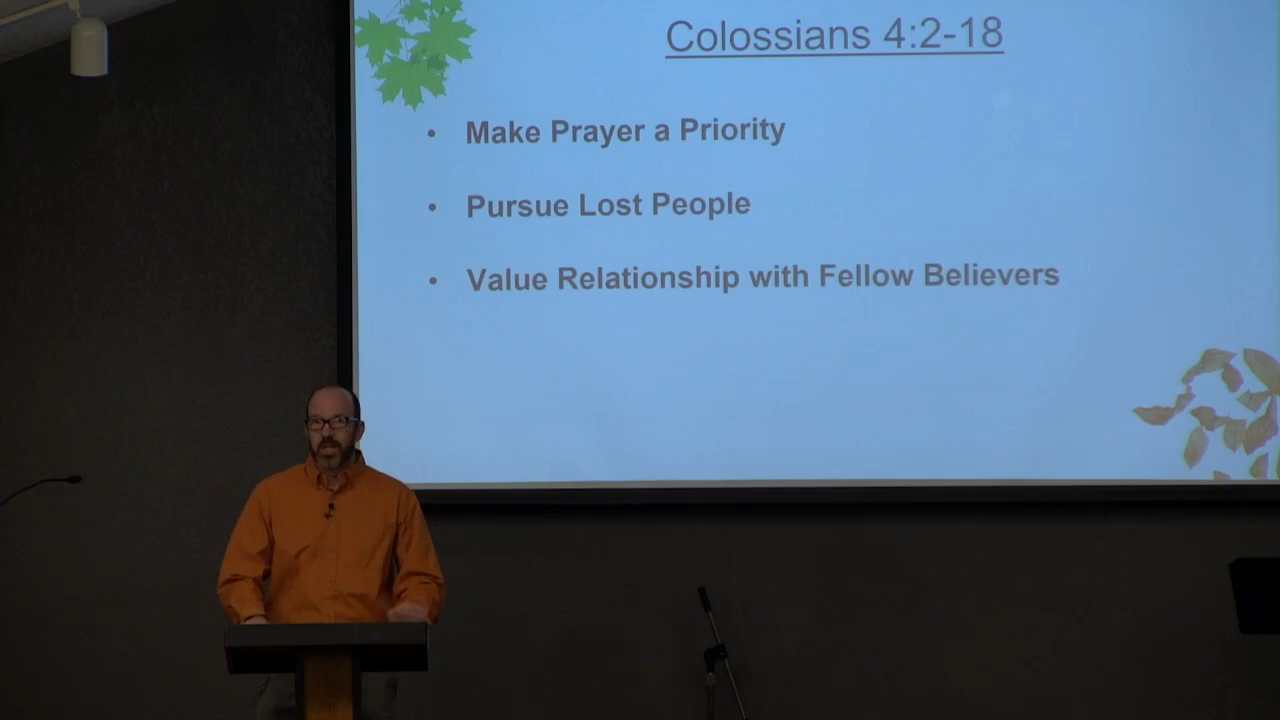 Colossians 4:2-18
• Make Prayer a Priority
• Pursue Lost People
• Value Relationship with Fellow Believers